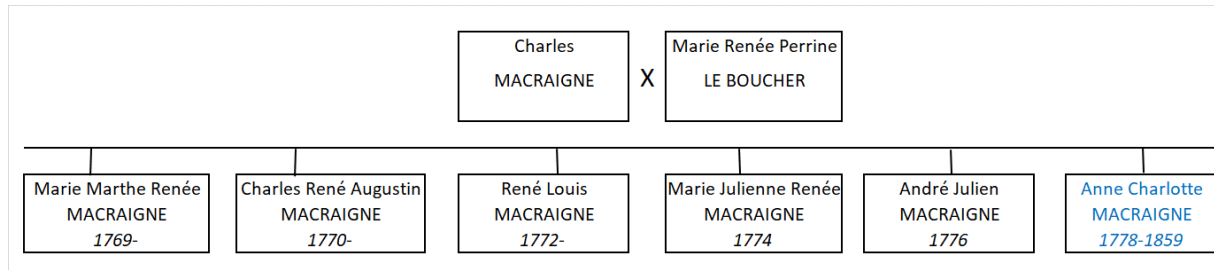 Charles
MACRAIGNE
X
Marie Renée Perrine
LE BOUCHER
Marie Marthe Renée
MACRAIGNE
1769-
Charles René Augustin
MACRAIGNE
1770-
René Louis
MACRAIGNE
1772-
Marie Julienne Renée
MACRAIGNE
1774
André Julien
MACRAIGNE
1776
Anne Charlotte
MACRAIGNE
1778-1859